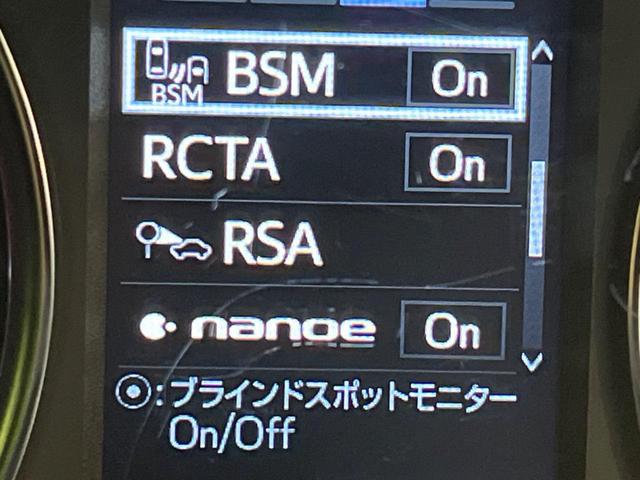 BSM BSM On
RCTA On
RSA
nanoe On
⦿:ブラインドスポットモニター
On/Off